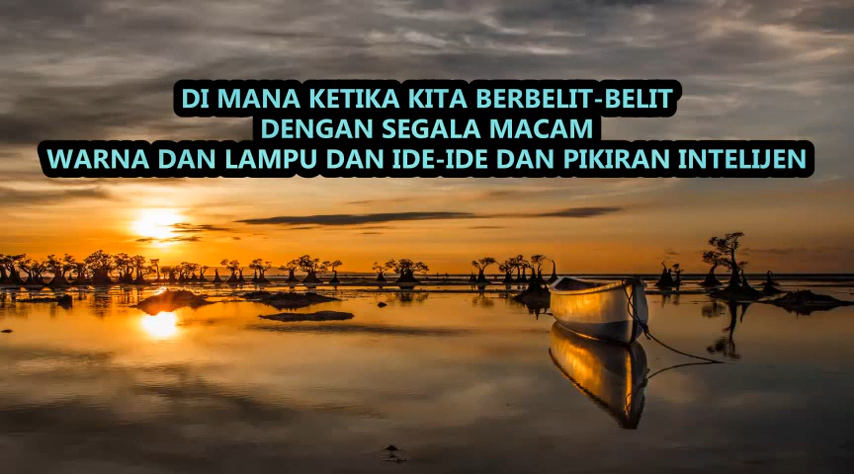 DI MANA KETIKA KITA BERBELIT-BELIT
DENGAN SEGALA MACAM
WARNA DAN LAMPU DAN IDE-IDE DAN PIKIRAN INTELIJEN